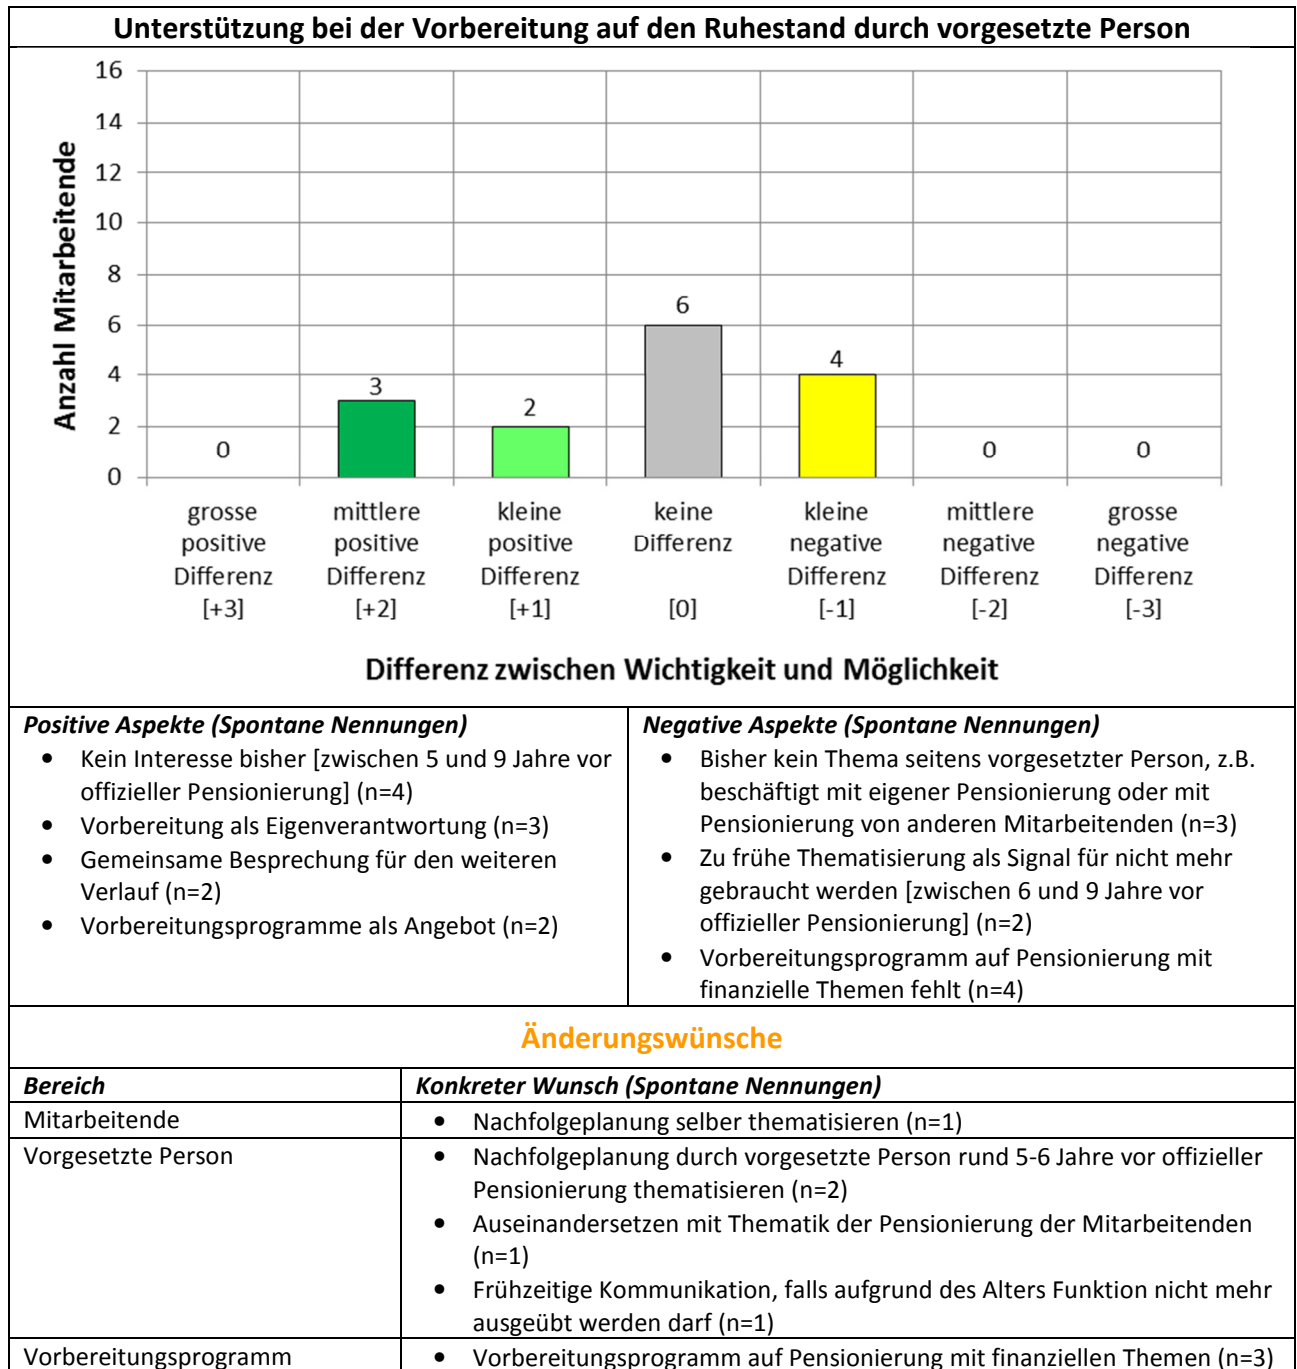 Unterstützung bei der Vorbereitung auf den Ruhestand durch vorgesetzte Person
16
14
12
10
8
6
4
2
0
Anzahl Mitarbeitende
0
3
2
6
4
0
0
grosse
positive
Differenz
[+3]
mittlere
positive
Differenz
[+2]
kleine
positive
Differenz
[+1]
keine
Differenz
[0]
kleine
negative
Differenz
[-1]
mittlere
negative
Differenz
[-2]
grosse
negative
Differenz
[-3]
Differenz zwischen Wichtigkeit und Möglichkeit
Positive Aspekte (Spontane Nennungen)
• Kein Interesse bisher [zwischen 5 und 9 Jahre vor
offizieller Pensionierung] (n=4)
• Vorbereitung als Eigenverantwortung (n=3)
• Gemeinsame Besprechung für den weiteren
Verlauf (n=2)
• Vorbereitungsprogramme als Angebot (n=2)
Negative Aspekte (Spontane Nennungen)
• Bisher kein Thema seitens vorgesetzter Person, z.B.
beschäftigt mit eigener Pensionierung oder mit
Pensionierung von anderen Mitarbeitenden (n=3)
• Zu frühe Thematisierung als Signal für nicht mehr
gebraucht werden [zwischen 6 und 9 Jahre vor
offizieller Pensionierung] (n=2)
• Vorbereitungsprogramm auf Pensionierung mit
finanzielle Themen fehlt (n=4)
Änderungswünsche
Bereich
Konkreter Wunsch (Spontane Nennungen)
Mitarbeitende
• Nachfolgeplanung selber thematisieren (n=1)
Vorgesetzte Person
• Nachfolgeplanung durch vorgesetzte Person rund 5-6 Jahre vor offizieller
Pensionierung thematisieren (n=2)
• Auseinandersetzen mit Thematik der Pensionierung der Mitarbeitenden
(n=1)
• Frühzeitige Kommunikation, falls aufgrund des Alters Funktion nicht mehr
ausgeübt werden darf (n=1)
Vorbereitungsprogramm
• Vorbereitungsprogramm auf Pensionierung mit finanziellen Themen (n=3)